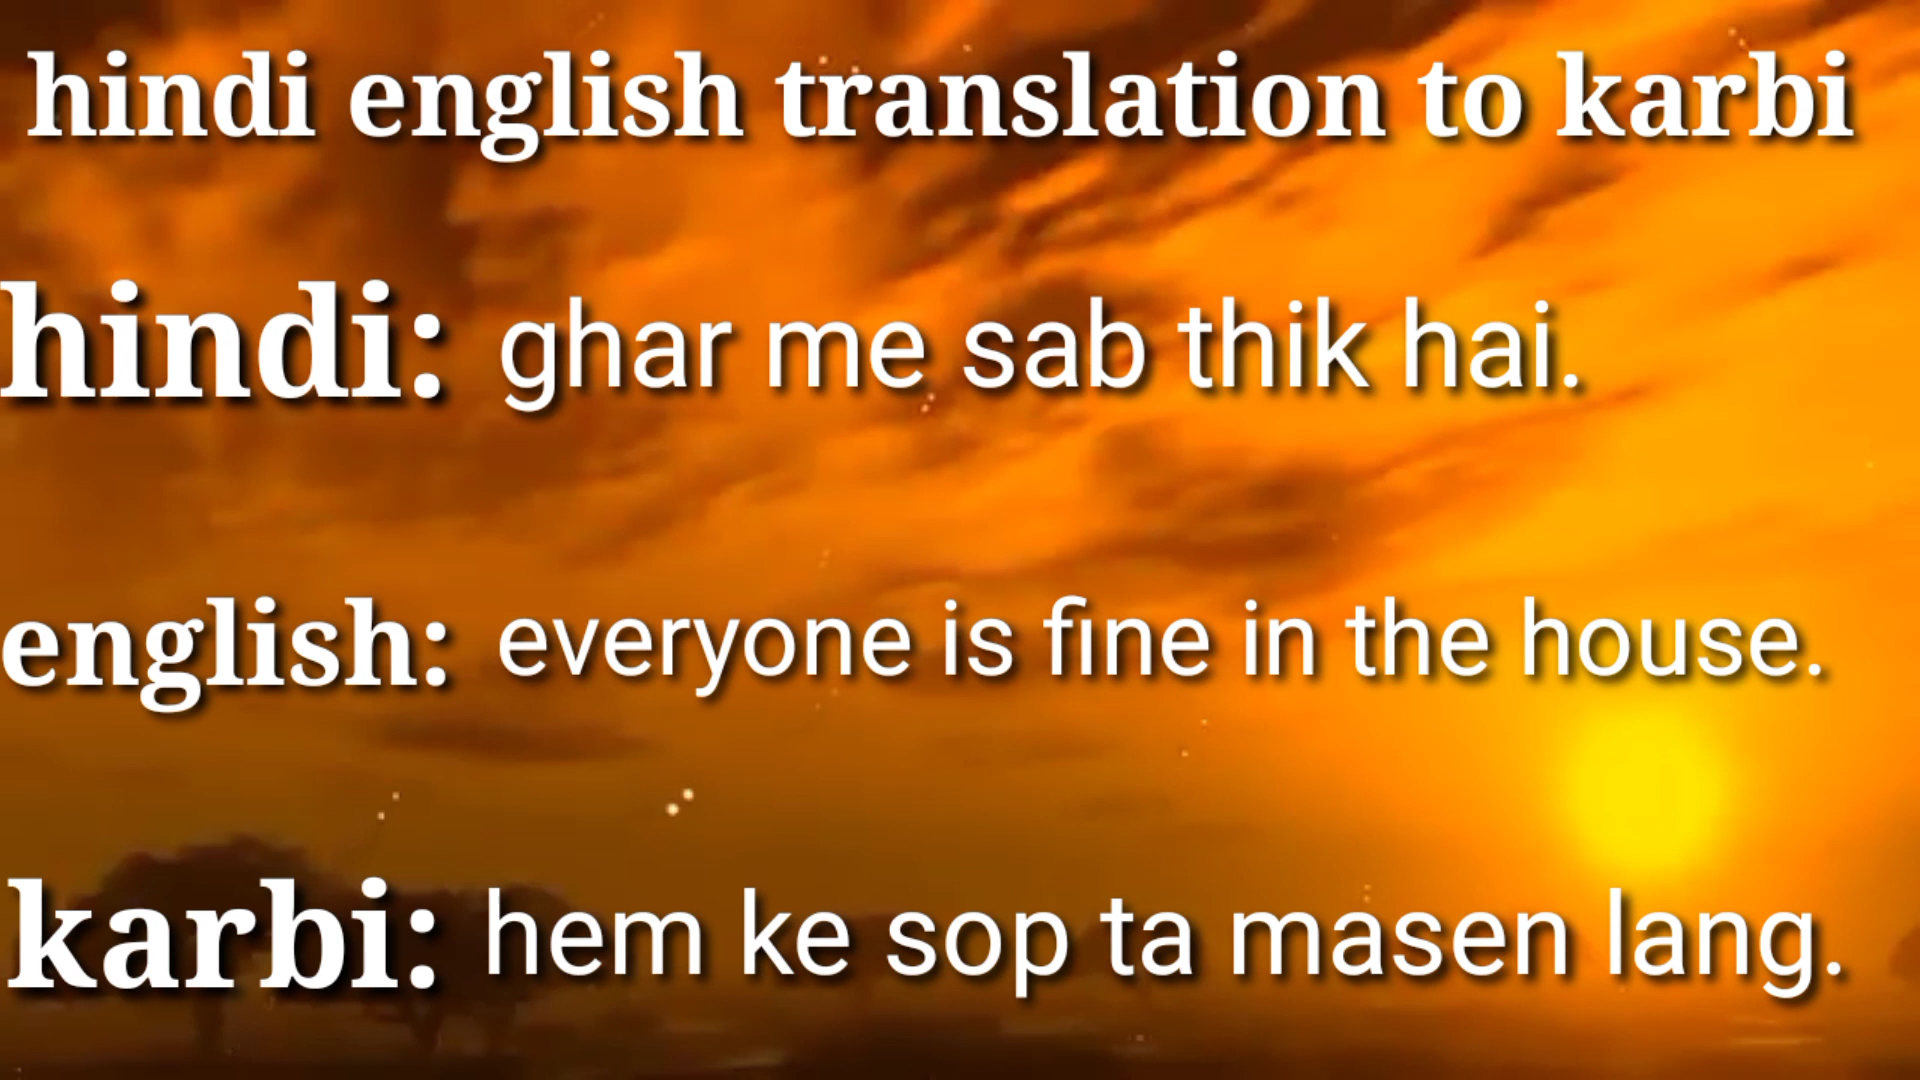 hindi english translation to karbi
hindi: ghar me sab thik hai.
english: everyone is fine in the house.
karbi: hem ke sop ta masen lang.